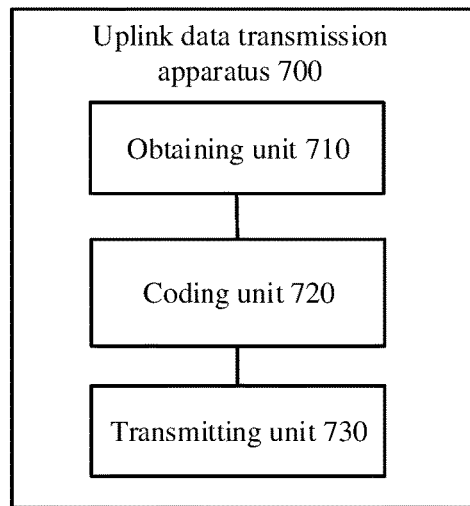 Uplink data transmission
apparatus 700
Obtaining unit 710
Coding unit 720
Transmitting unit 730